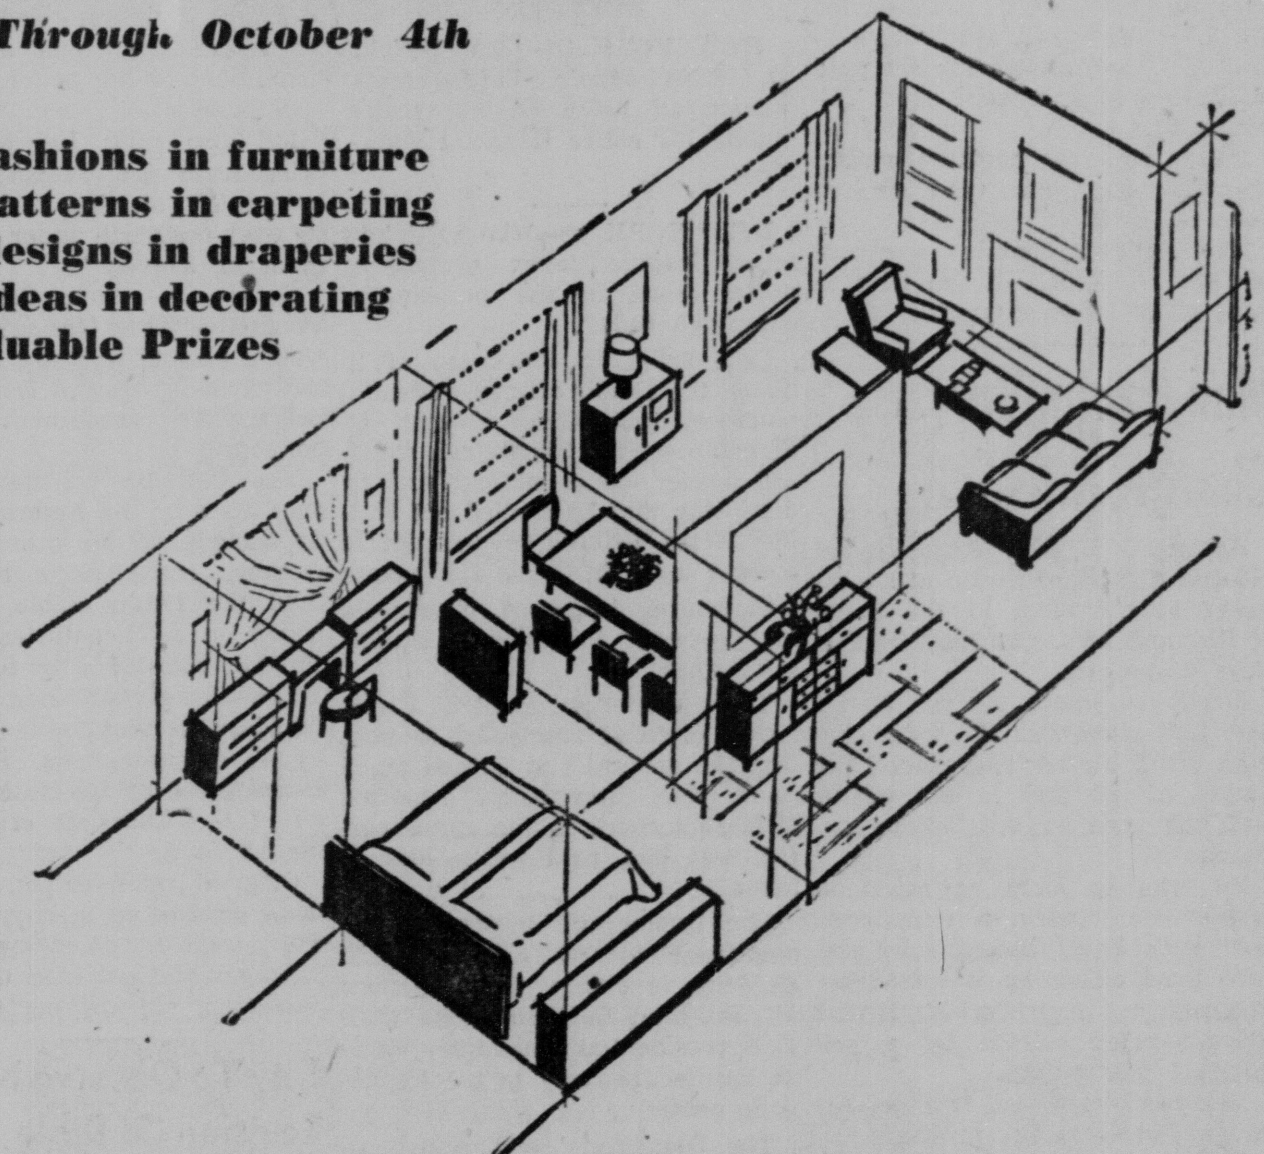 Through October 4th
ashions in furniture
atterns in carpeting
esigns in draperies
deas in decorating
luable Prizes